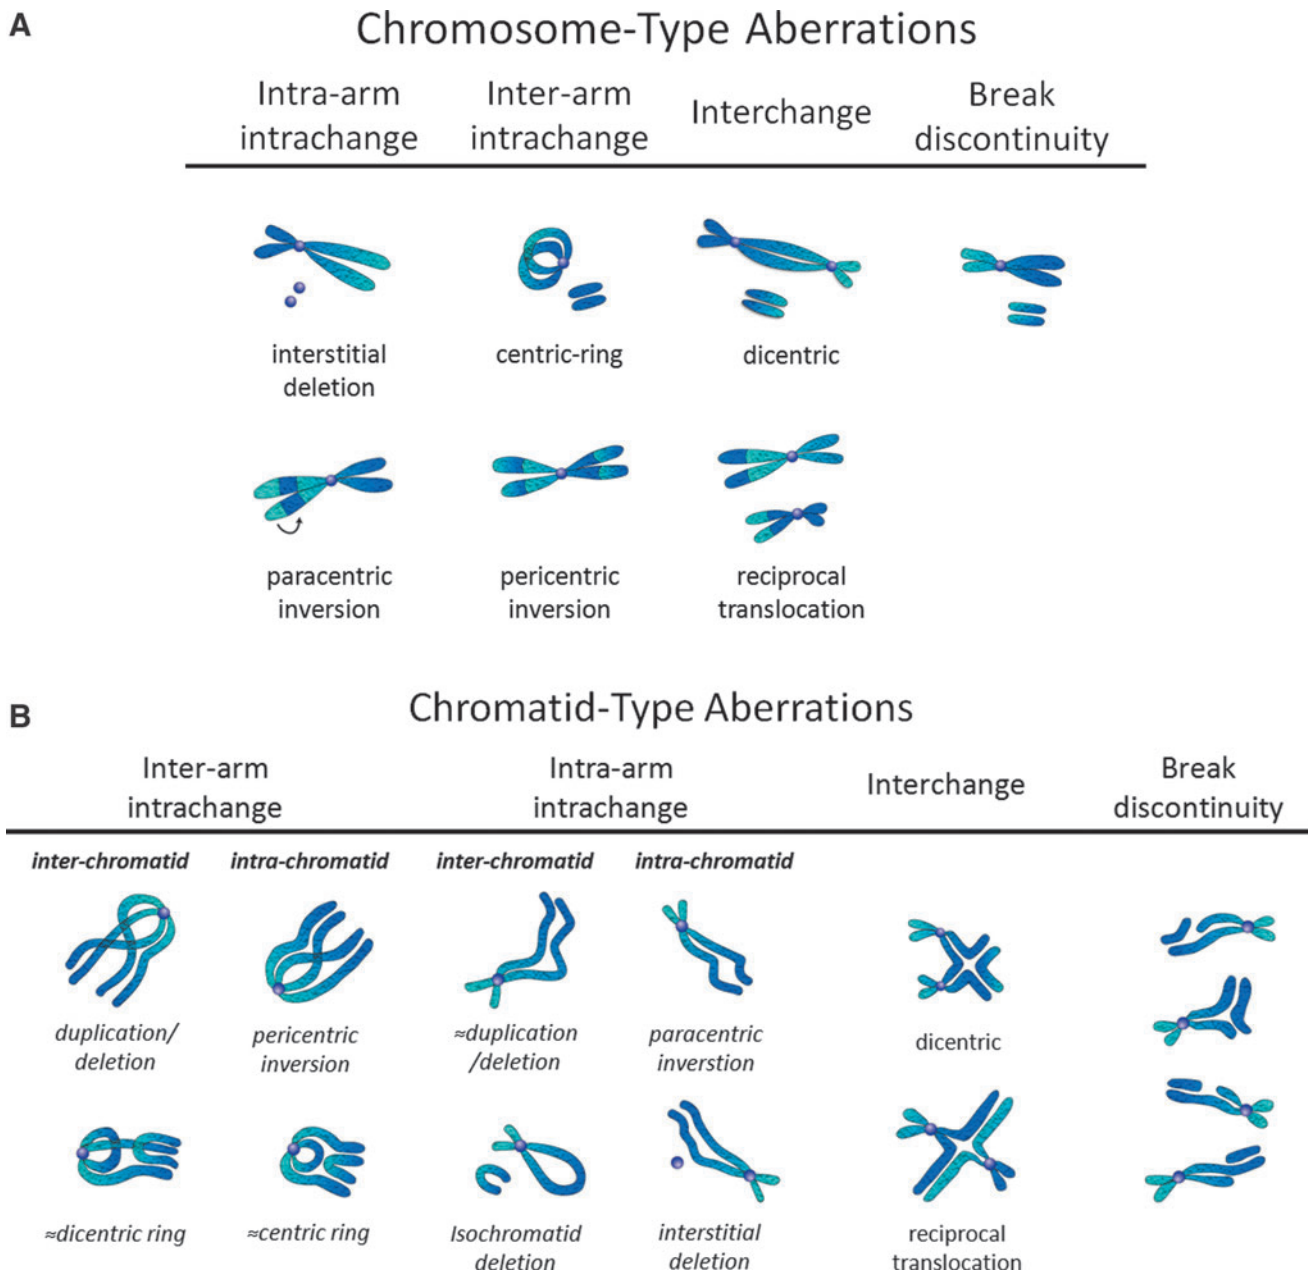 A
Chromosome-Type Aberrations
Intra-arm
intrachange
Inter-arm
intrachange
Interchange
Break
discontinuity
interstitial
deletion
centric-ring
dicentric
paracentric
inversion
pericentric
inversion
reciprocal
translocation
B
Chromatid-Type Aberrations
Inter-arm
intrachange
Intra-arm
intrachange
Interchange
Break
discontinuity
inter-chromatid
intra-chromatid
inter-chromatid
intra-chromatid
duplication/
deletion
pericentric
inversion
≈duplication
/deletion
paracentric
inverstion
dicentric
≈dicentric ring
≈centric ring
Isochromatid
deletion
interstitial
deletion
reciprocal
translocation